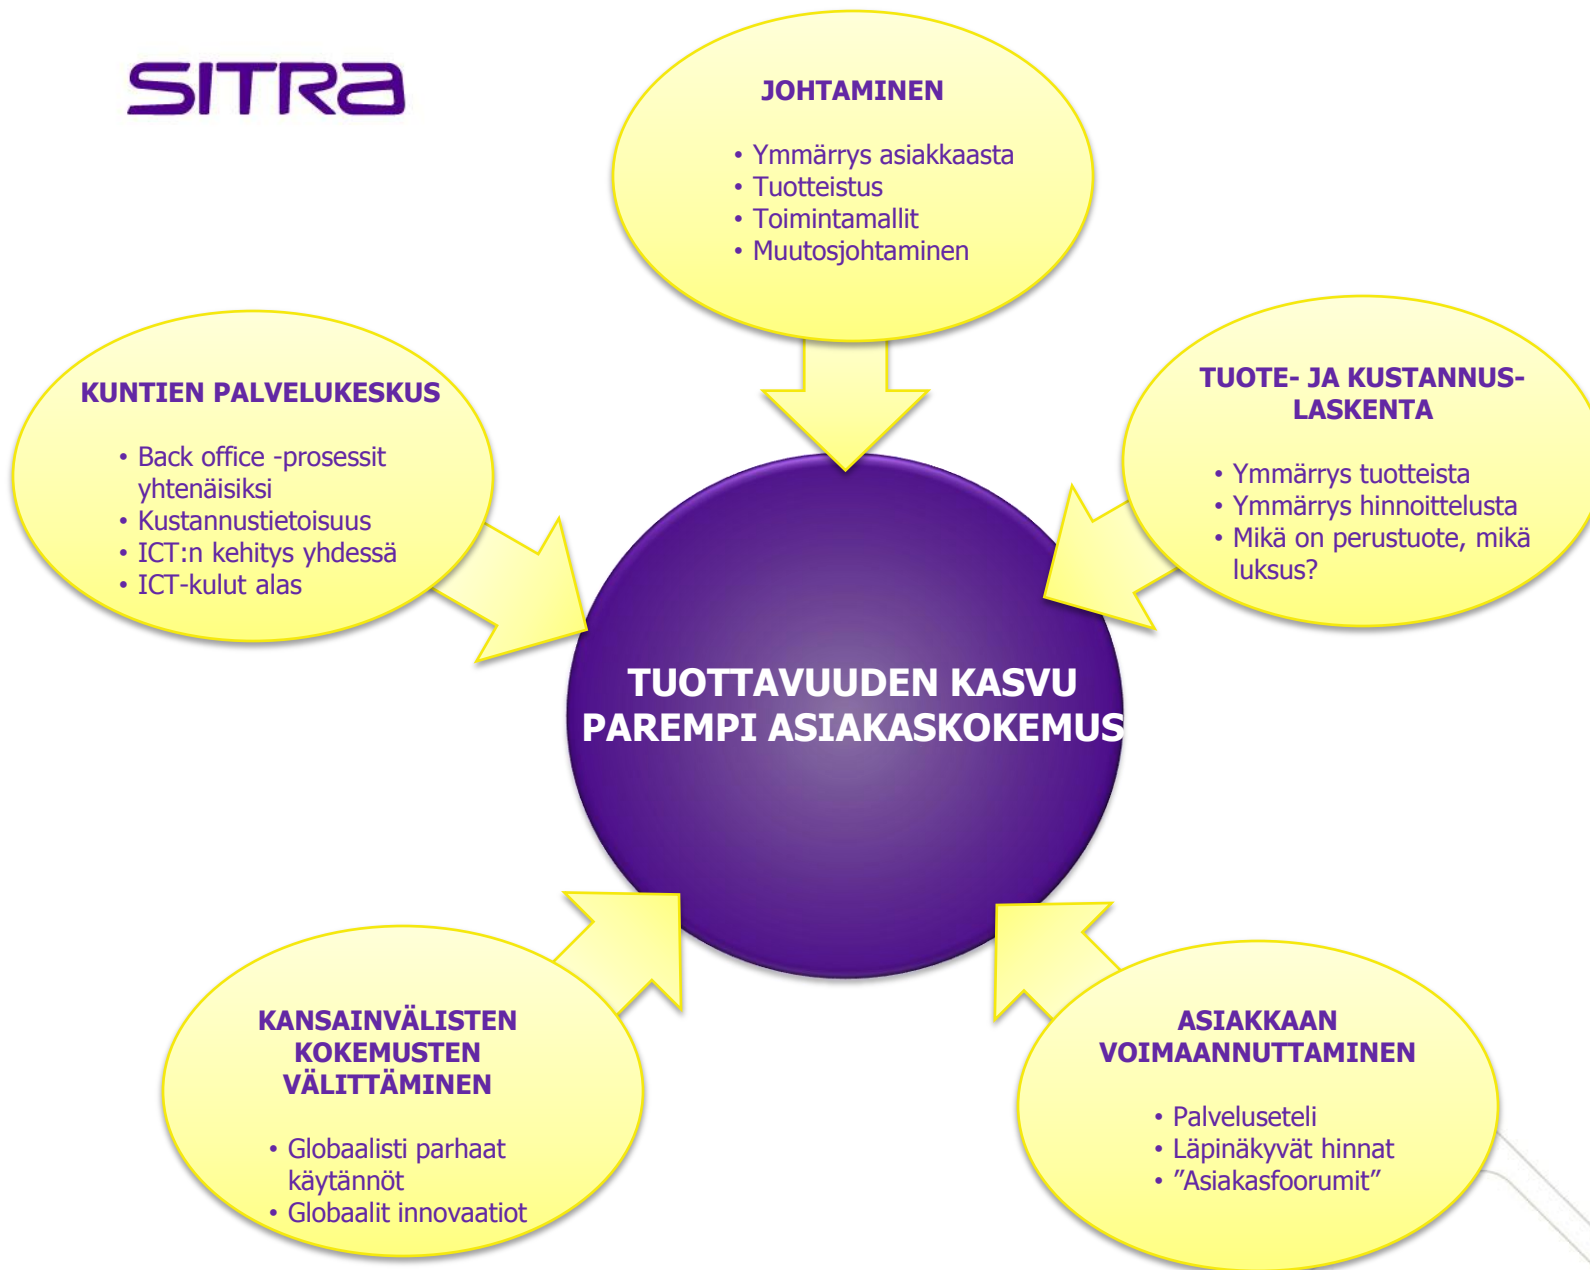 SITRA
JOHTAMINEN
• Ymmärrys asiakkaasta
• Tuotteistus
• Toimintamallit
• Muutosjohtaminen
KUNTIEN PALVELUKESKUS
• Back office -prosessit
yhtenäisiksi
• Kustannustietoisuus
• ICT:n kehitys yhdessä
• ICT-kulut alas
TUOTE- JA KUSTANNUS-
LASKENTA
• Ymmärrys tuotteista
• Ymmärrys hinnoittelusta
• Mikä on perustuote, mikä
luksus?
TUOTTAVUUDEN KASVU
PAREMPI ASIAKASKOKEMUS
KANSAINVÄLISTEN
KOKEMUSTEN
VÄLITTÄMINEN
• Globaalisti parhaat
käytännöt
• Globaalit innovaatiot
ASIAKKAAN
VOIMAANNUTTAMINEN
• Palveluseteli
• Läpinäkyvät hinnat
• ”Asiakasfoorumit”